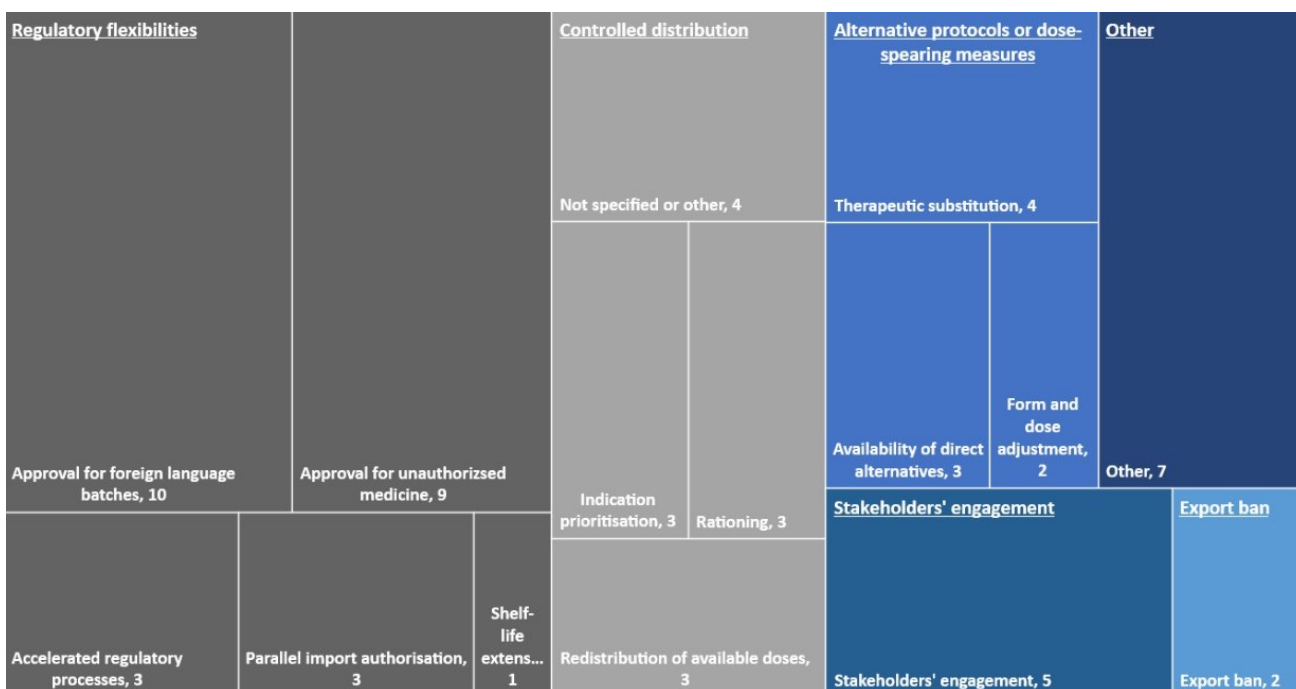 Regulatory flexibilities
Approval for foreign language
batches, 10
Approval for unauthorizsed
medicine, 9
Accelerated regulatory
processes, 3
Parallel import authorisation,
3
Shelf-
life
extens...
1
Controlled distribution
Not specified or other, 4
Indication
prioritisation, 3
Rationing, 3
Redistribution of available doses,
3
Alternative protocols or dose-
spearing measures
Therapeutic substitution, 4
Availability of direct
alternatives, 3
Form and
dose
adjustment,
2
Other
Other, 7
Stakeholders' engagement
Stakeholders' engagement, 5
Export ban
Export ban, 2